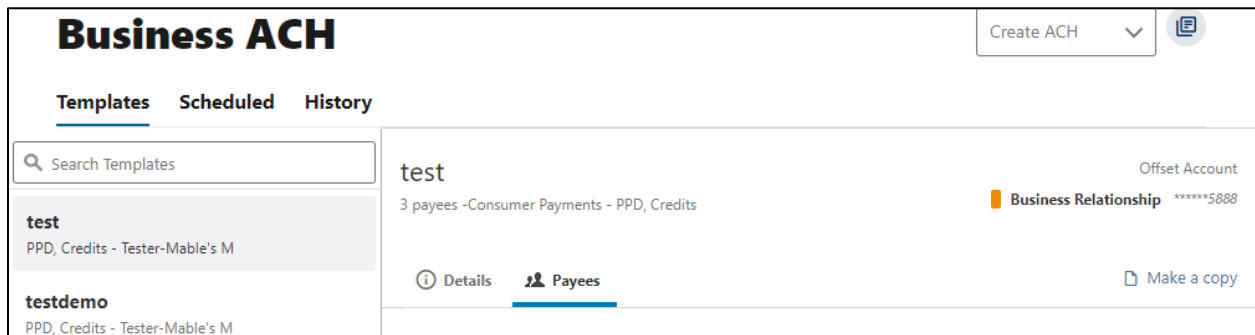 Business ACH
Create ACH
Templates Scheduled History
Search Templates
test
PPD, Credits - Tester-Mable's M
testdemo
PPD, Credits - Tester-Mable's M
test
3 payees -Consumer Payments - PPD, Credits
Offset Account
Business Relationship ******5888
Details Payees
Make a copy